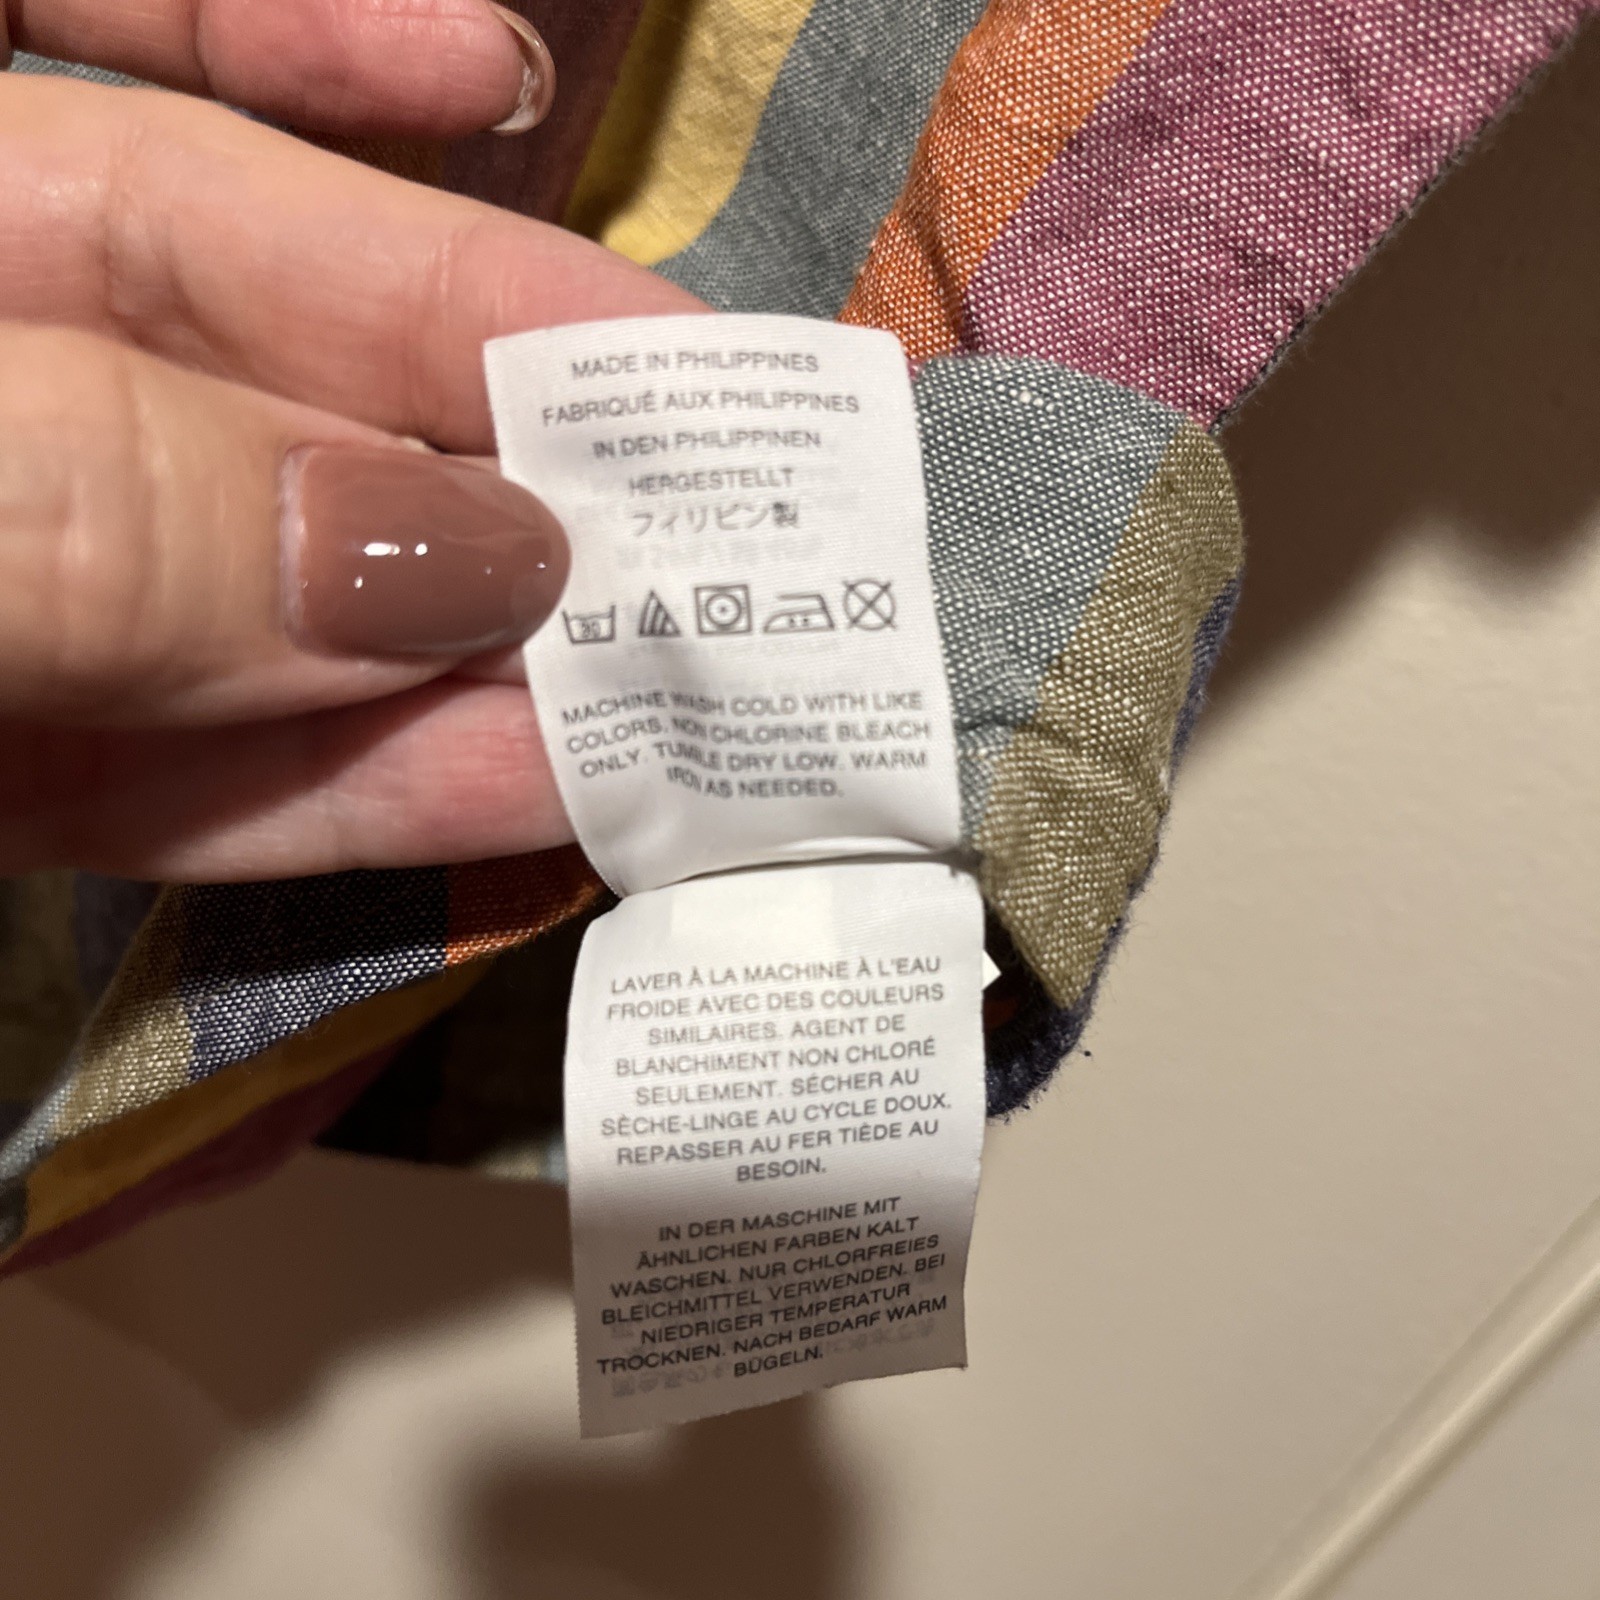 MADE IN PHILIPPINES
FABRIQUÉ AUX PHILIPPINES
IN DEN PHILIPPINEN
HERGESTELLT
フィリピン製
30
MACHINE WASH COLD WITH LIKE
COLORS. NON CHLORINE BLEACH
ONLY. TUMBLE DRY LOW. WARM
IRON AS NEEDED.
LAVER À LA MACHINE À L'EAU
FROIDE AVEC DES COULEURS
SIMILAIRES. AGENT DE
BLANCHIMENT NON CHLORÉ
SEULEMENT. SÉCHER AU
SÈCHE-LINGE AU CYCLE DOUX.
REPASSER AU FER TIÈDE AU
BESOIN.
IN DER MASCHINE MIT
ÄHNLICHEN FARBEN KALT
WASCHEN. NUR CHLORFREIES
BLEICHMITTEL VERWENDEN. BEI
NIEDRIGER TEMPERATUR
TROCKNEN. NACH BEDARF WARM
BÜGELN.